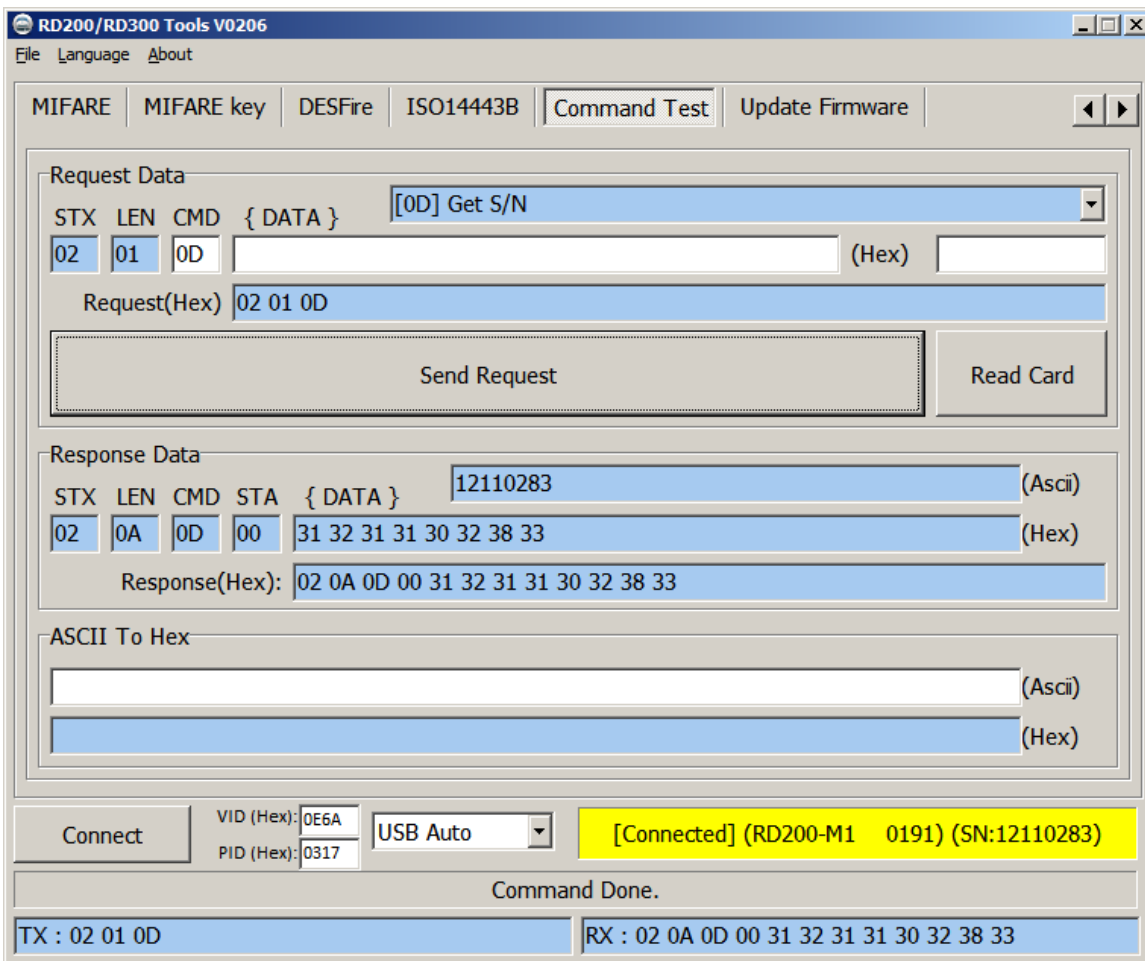 RD200/RD300 Tools V0206
File Language About
MIFARE MIFARE key DESFire ISO14443B Command Test Update Firmware
Request Data
[0D] Get S/N
STX LEN CMD { DATA }
02 01 0D (Hex)
Request(Hex) 02 01 0D
Send Request Read Card
Response Data
12110283 (Ascii)
STX LEN CMD STA { DATA }
02 0A 0D 00 31 32 31 31 30 32 38 33 (Hex)
Response(Hex): 02 0A 0D 00 31 32 31 31 30 32 38 33
ASCII To Hex
(Ascii)
(Hex)
Connect VID (Hex): 0E6A USB Auto [Connected] (RD200-M1 0191) (SN:12110283)
PID (Hex): 0317
Command Done.
TX : 02 01 0D RX : 02 0A 0D 00 31 32 31 31 30 32 38 33